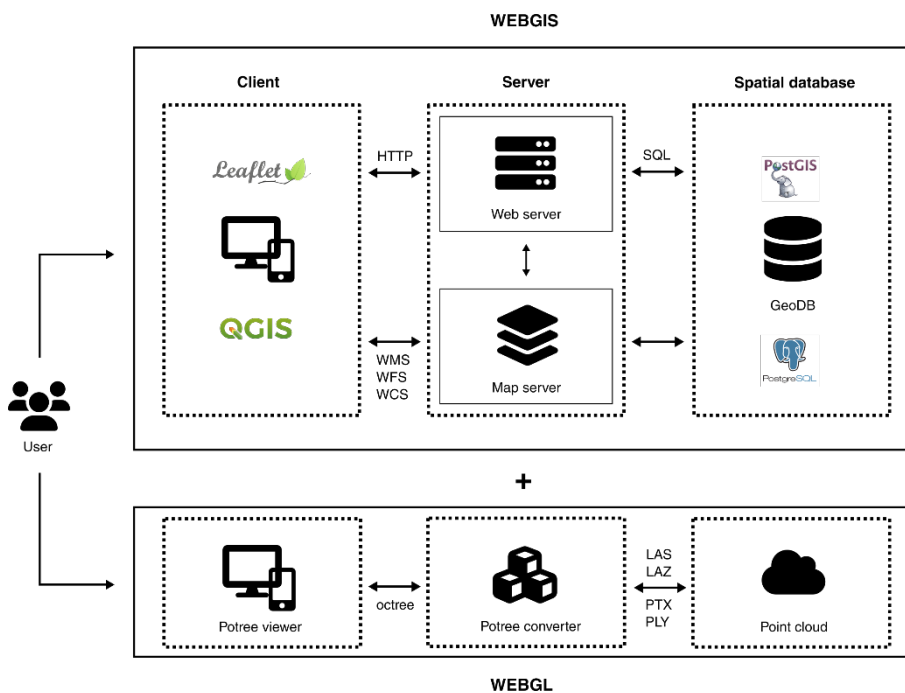 WEBGIS
Client
Server
Spatial database
Leaflet
HTTP
Web server
SQL
PostGIS
QGIS
WMS
WFS
WCS
Map server
GeoDB
PostgreSQL
User
+
Potree viewer
octree
Potree converter
LAS
LAZ
PTX
PLY
Point cloud
WEBGL